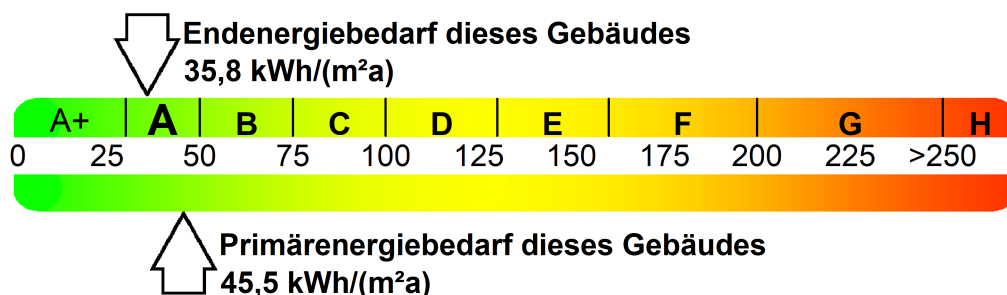 Endenergiebedarf dieses Gebäudes
35,8 kWh/(m²a)
A+ A B C D E F G H
0 25 50 75 100 125 150 175 200 225 >250
Primärenergiebedarf dieses Gebäudes
45,5 kWh/(m²a)